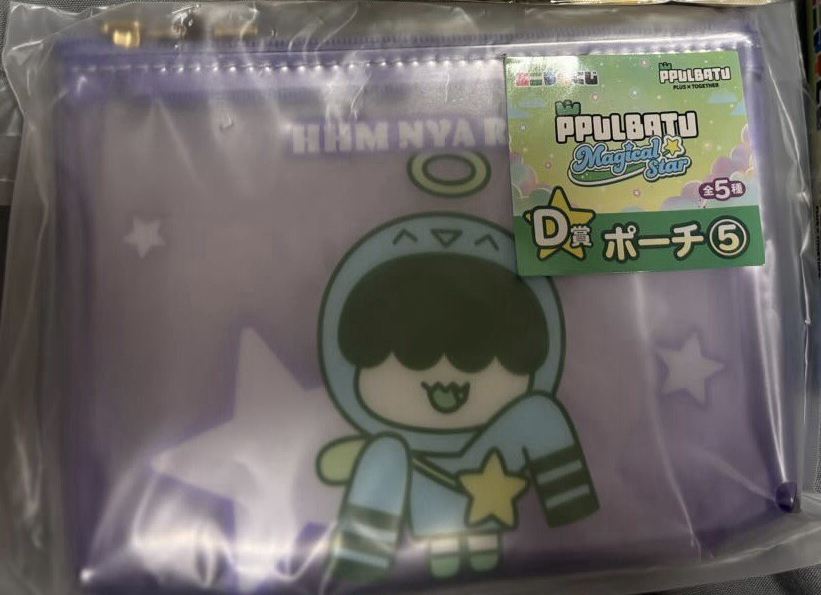 PPULBATU
PLUS × TOGETHER
PPULBATU
Magical
Star
全5種
D賞 ポーチ⑤
HHM NYA R